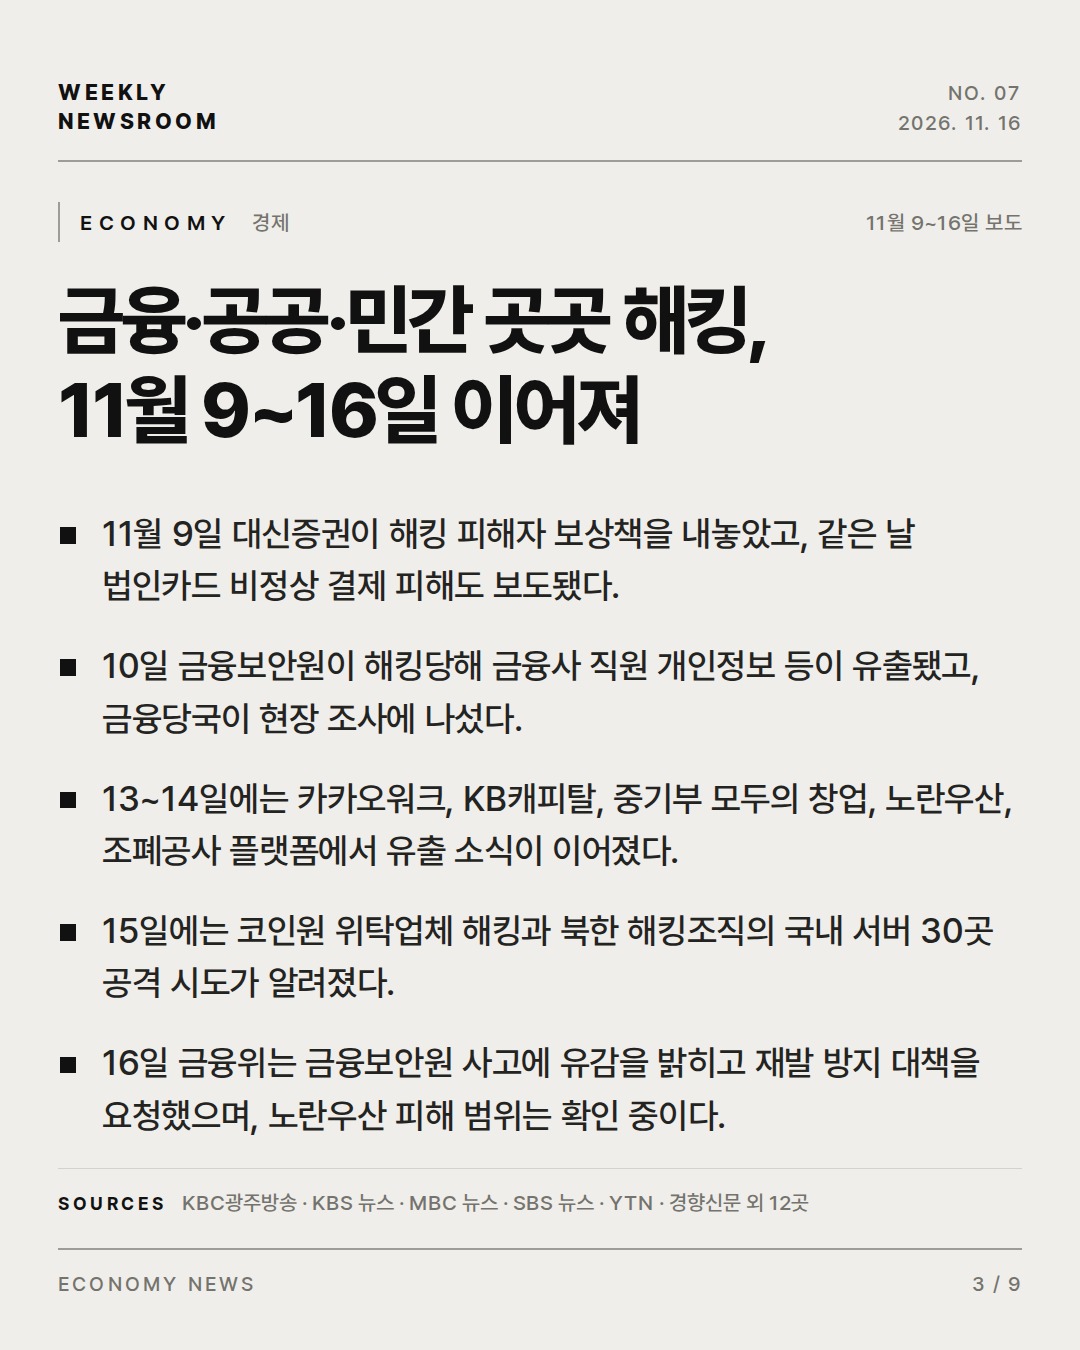 WEEKLY
NEWSROOM
NO. 07
2026. 11. 16
ECONOMY 경제
11월 9~16일 보도
금융·공공·민간 곳곳 해킹,
11월 9~16일 이어져
11월 9일 대신증권이 해킹 피해자 보상책을 내놓았고, 같은 날
법인카드 비정상 결제 피해도 보도됐다.
10일 금융보안원이 해킹당해 금융사 직원 개인정보 등이 유출됐고,
금융당국이 현장 조사에 나섰다.
13~14일에는 카카오워크, KB캐피탈, 중기부 모두의 창업, 노란우산,
조폐공사 플랫폼에서 유출 소식이 이어졌다.
15일에는 코인원 위탁업체 해킹과 북한 해킹조직의 국내 서버 30곳
공격 시도가 알려졌다.
16일 금융위는 금융보안원 사고에 유감을 밝히고 재발 방지 대책을
요청했으며, 노란우산 피해 범위는 확인 중이다.
SOURCES KBC광주방송 · KBS 뉴스 · MBC 뉴스 · SBS 뉴스 · YTN · 경향신문 외 12곳
ECONOMY NEWS
3 / 9